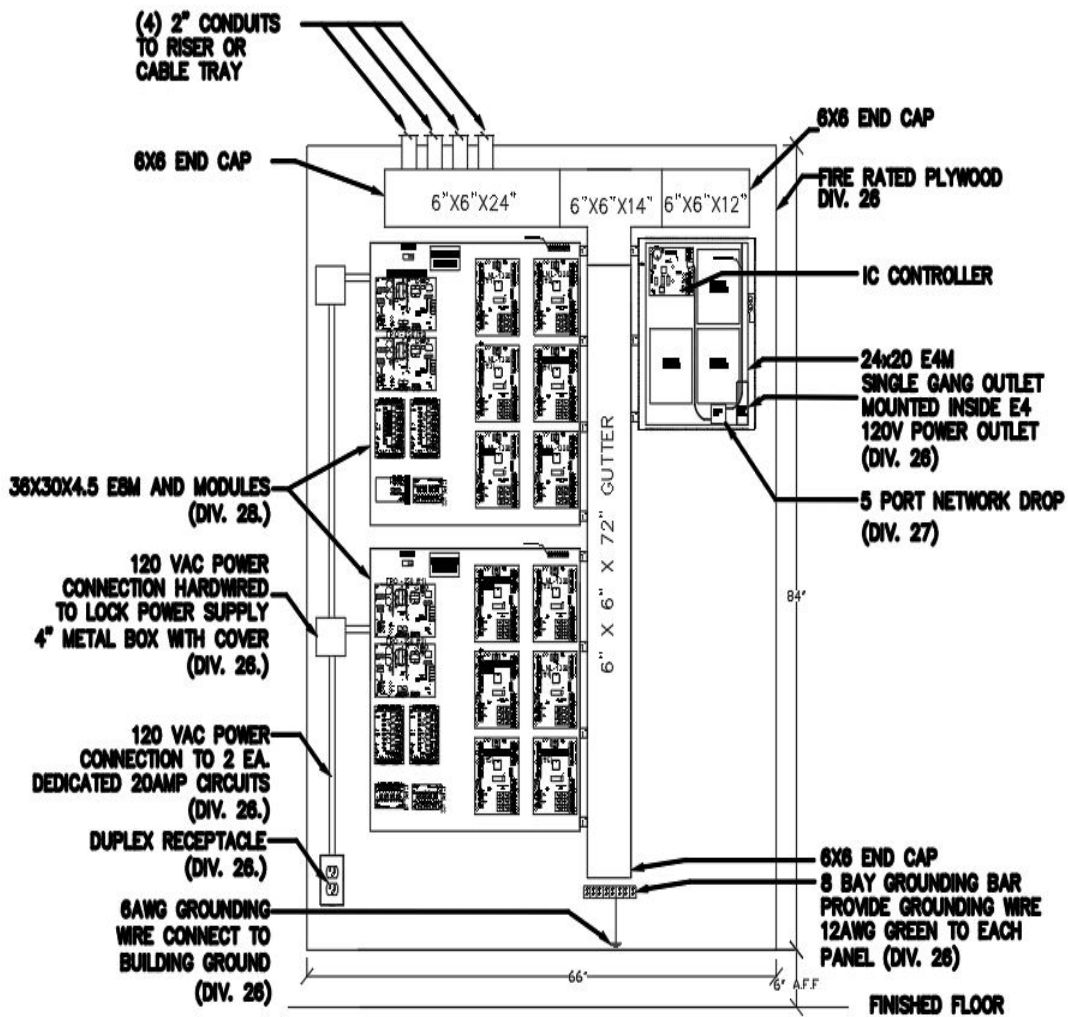 (4) 2" CONDUITS
TO RISER OR
CABLE TRAY
6X6 END CAP
6X6 END CAP
FIRE RATED PLYWOOD
DIV. 26
6"X6"X24"
6"X6"X14"
6"X6"X12"
IC CONTROLLER
24x20 E4M
SINGLE GANG OUTLET
MOUNTED INSIDE E4
120V POWER OUTLET
(DIV. 26)
5 PORT NETWORK DROP
(DIV. 27)
36X30X4.5 E8M AND MODULES
(DIV. 28.)
6" X 6" X 72" GUTTER
84"
120 VAC POWER
CONNECTION HARDWIRED
TO LOCK POWER SUPPLY
4" METAL BOX WITH COVER
(DIV. 26.)
120 VAC POWER
CONNECTION TO 2 EA.
DEDICATED 20AMP CIRCUITS
(DIV. 26.)
DUPLEX RECEPTACLE
(DIV. 26.)
6AWG GROUNDING
WIRE CONNECT TO
BUILDING GROUND
(DIV. 26)
6X6 END CAP
8 BAY GROUNDING BAR
PROVIDE GROUNDING WIRE
12AWG GREEN TO EACH
PANEL (DIV. 26)
66"
6" A.F.F
FINISHED FLOOR